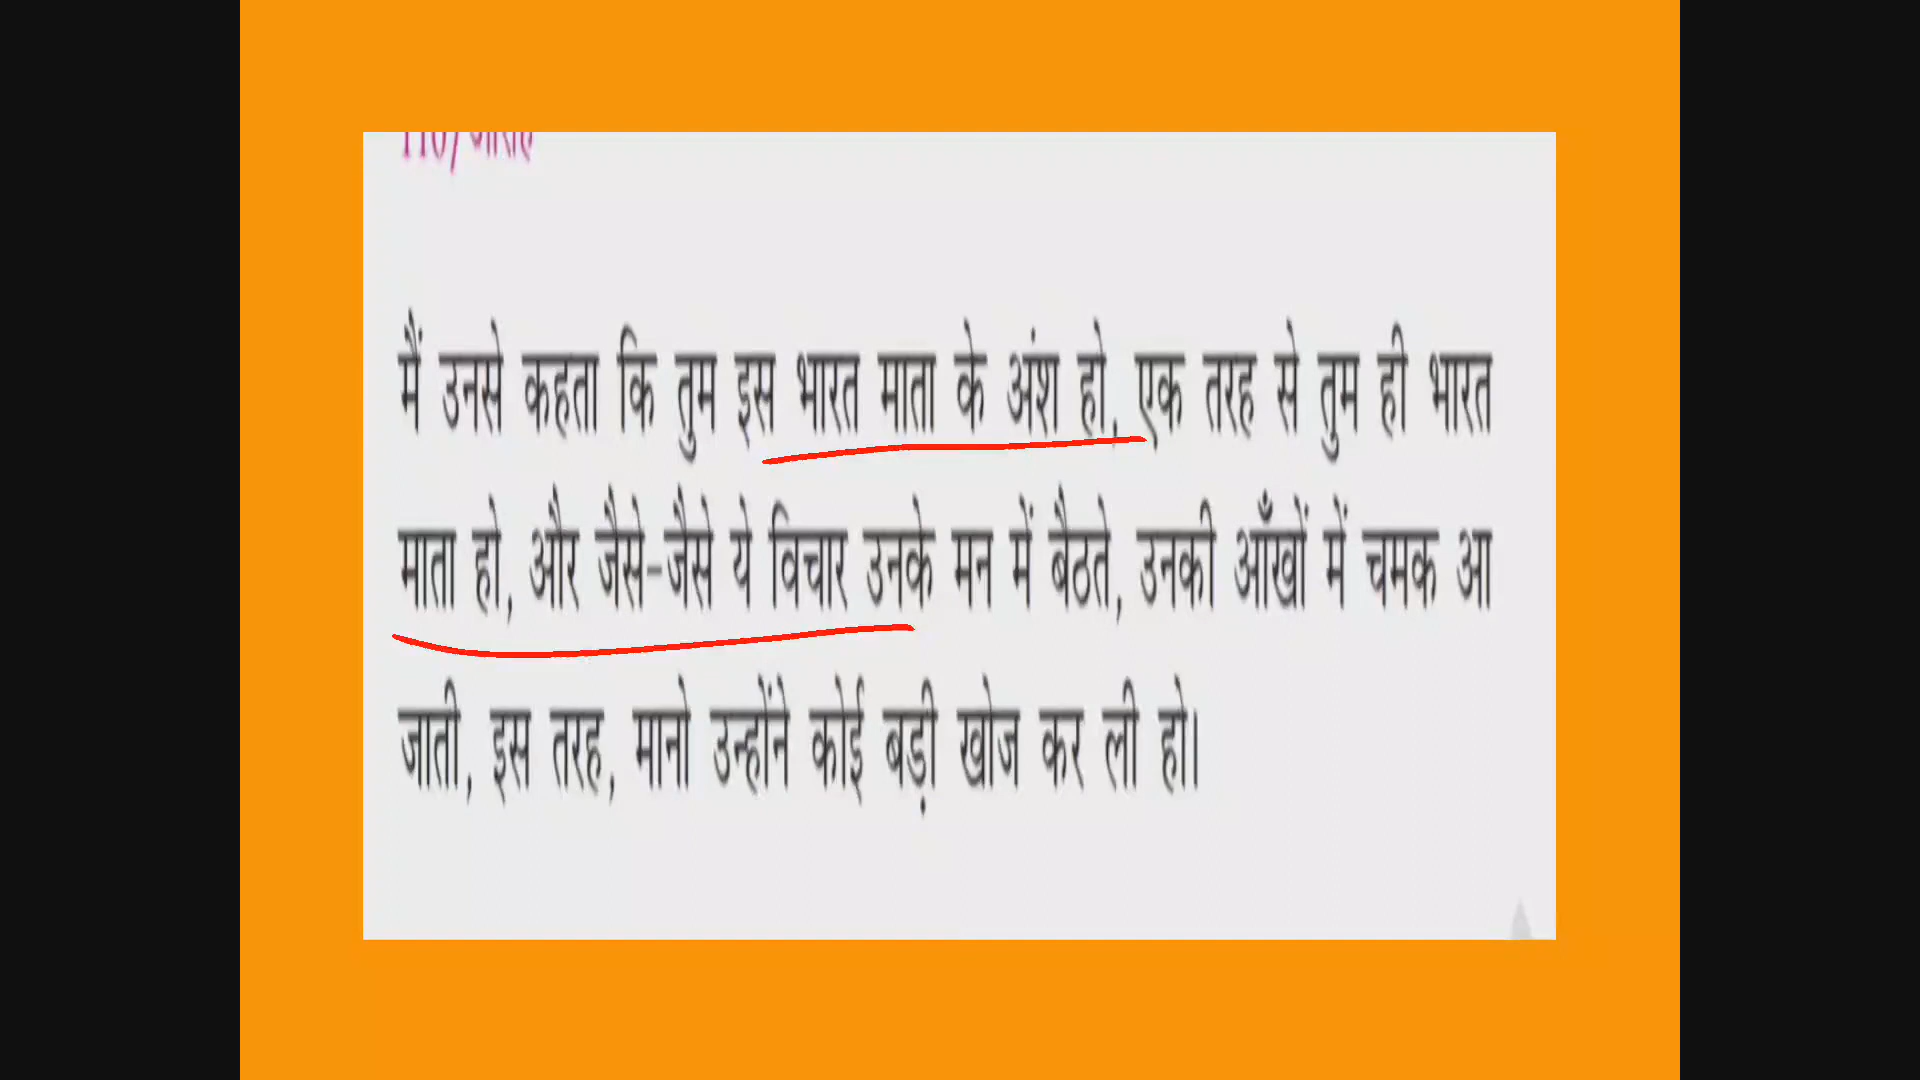 मैं उनसे कहता कि तुम इस भारत माता के अंश हो, एक तरह से तुम ही भारत
माता हो, और जैसे-जैसे ये विचार उनके मन में बैठते, उनकी आँखों में चमक आ
जाती, इस तरह, मानो उन्होंने कोई बड़ी खोज कर ली हो।